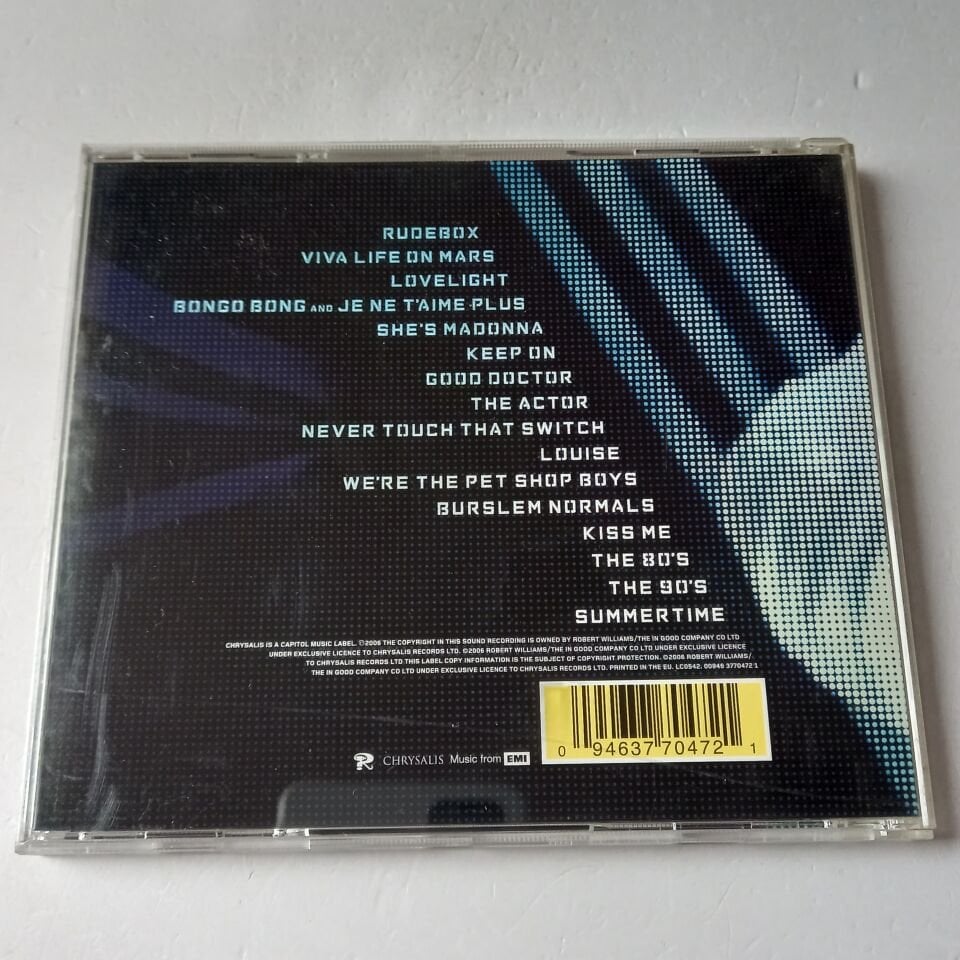 RUDEBOX
VIVA LIFE ON MARS
LOVELIGHT
BONGO BONG AND JE NE T'AIME PLUS
SHE'S MADONNA
KEEP ON
GOOD DOCTOR
THE ACTOR
NEVER TOUCH THAT SWITCH
LOUISE
WE'RE THE PET SHOP BOYS
BURSLEM NORMALS
KISS ME
THE 80'S
THE 90'S
SUMMERTIME
CHRYSALIS IS A CAPITOL MUSIC LABEL. ℗2006 THE COPYRIGHT IN THIS SOUND RECORDING IS OWNED BY ROBERT WILLIAMS/THE IN GOOD COMPANY CO LTD
UNDER EXCLUSIVE LICENCE TO CHRYSALIS RECORDS LTD. ©2006 ROBERT WILLIAMS/THE IN GOOD COMPANY CO LTD UNDER EXCLUSIVE LICENCE
TO CHRYSALIS RECORDS LTD THIS LABEL COPY INFORMATION IS THE SUBJECT OF COPYRIGHT PROTECTION. ©2006 ROBERT WILLIAMS/
THE IN GOOD COMPANY CO LTD UNDER EXCLUSIVE LICENCE TO CHRYSALIS RECORDS LTD. PRINTED IN THE EU. LC0542. 00946 3770472 1
0 94637 70472 1
CHRYSALIS Music from EMI